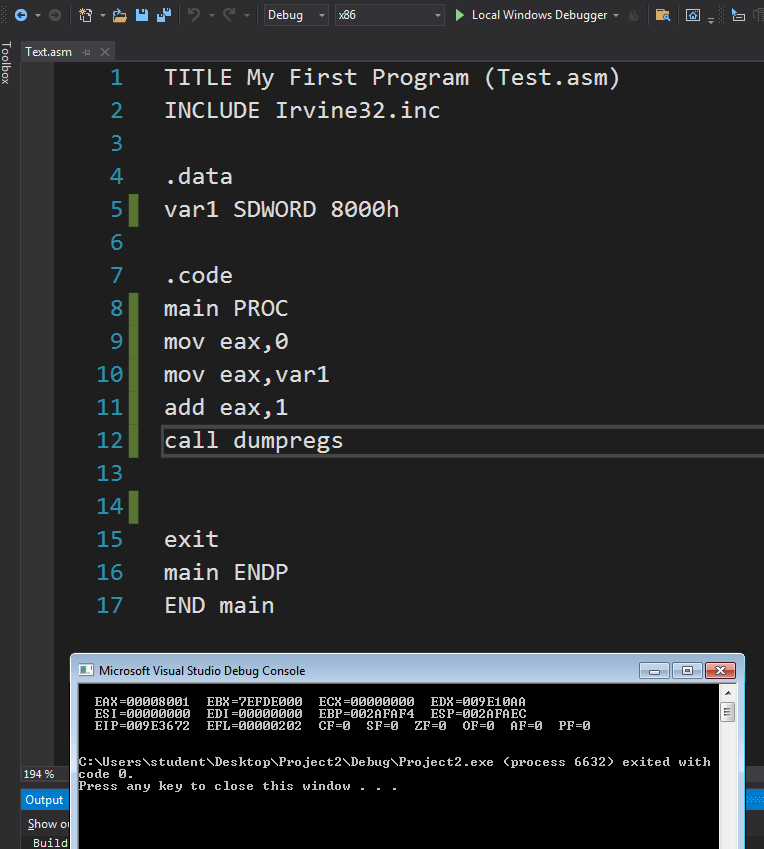 Debug x86 Local Windows Debugger
Toolbox
Text.asm
1 TITLE My First Program (Test.asm)
2 INCLUDE Irvine32.inc
3
4 .data
5 var1 SDWORD 8000h
6
7 .code
8 main PROC
9 mov eax,0
10 mov eax,var1
11 add eax,1
12 call dumpregs
13
14
15 exit
16 main ENDP
17 END main
Microsoft Visual Studio Debug Console
EAX=00008001 EBX=7EFDE000 ECX=00000000 EDX=009E10AA
ESI=00000000 EDI=00000000 EBP=002AFAF4 ESP=002AFAEC
EIP=009E3672 EFL=00000202 CF=0 SF=0 ZF=0 OF=0 AF=0 PF=0
C:\Users\student\Desktop\Project2\Debug\Project2.exe (process 6632) exited with
code 0.
Press any key to close this window . . .
194 %
Output
Show ou
Build